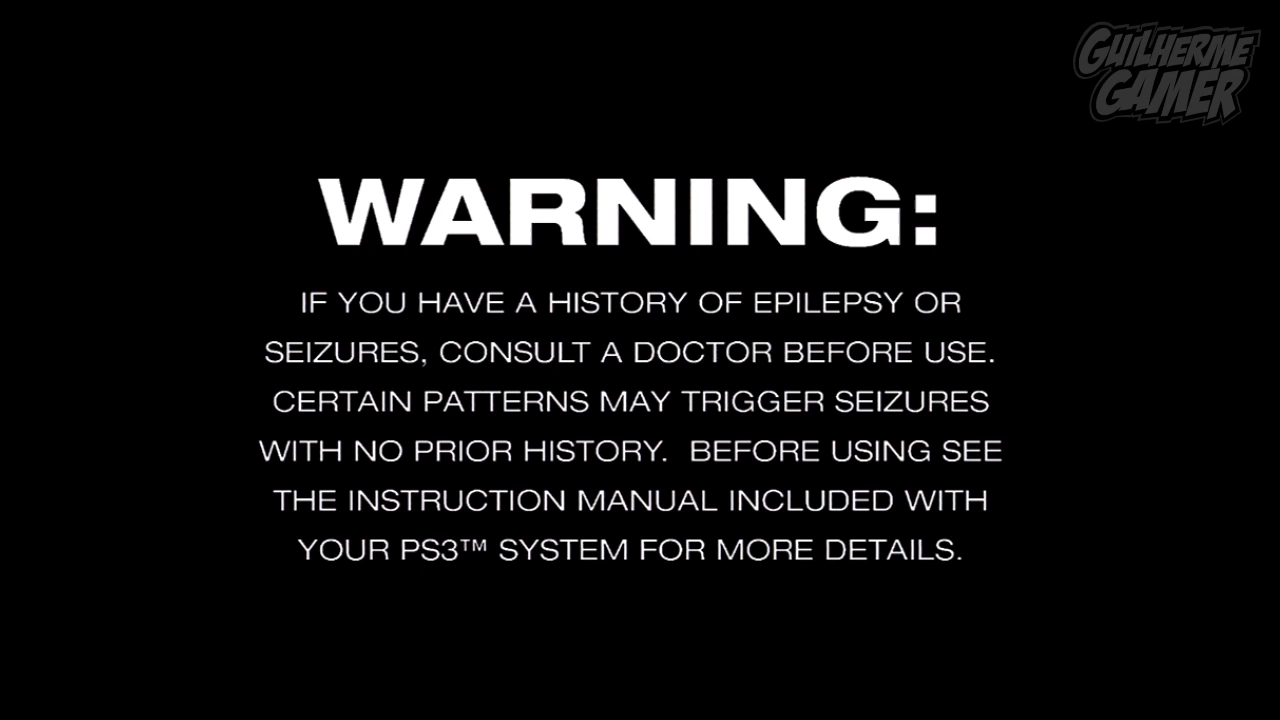 GUILHERME
GAMER
WARNING:
IF YOU HAVE A HISTORY OF EPILEPSY OR
SEIZURES, CONSULT A DOCTOR BEFORE USE.
CERTAIN PATTERNS MAY TRIGGER SEIZURES
WITH NO PRIOR HISTORY.  BEFORE USING SEE
THE INSTRUCTION MANUAL INCLUDED WITH
YOUR PS3™ SYSTEM FOR MORE DETAILS.